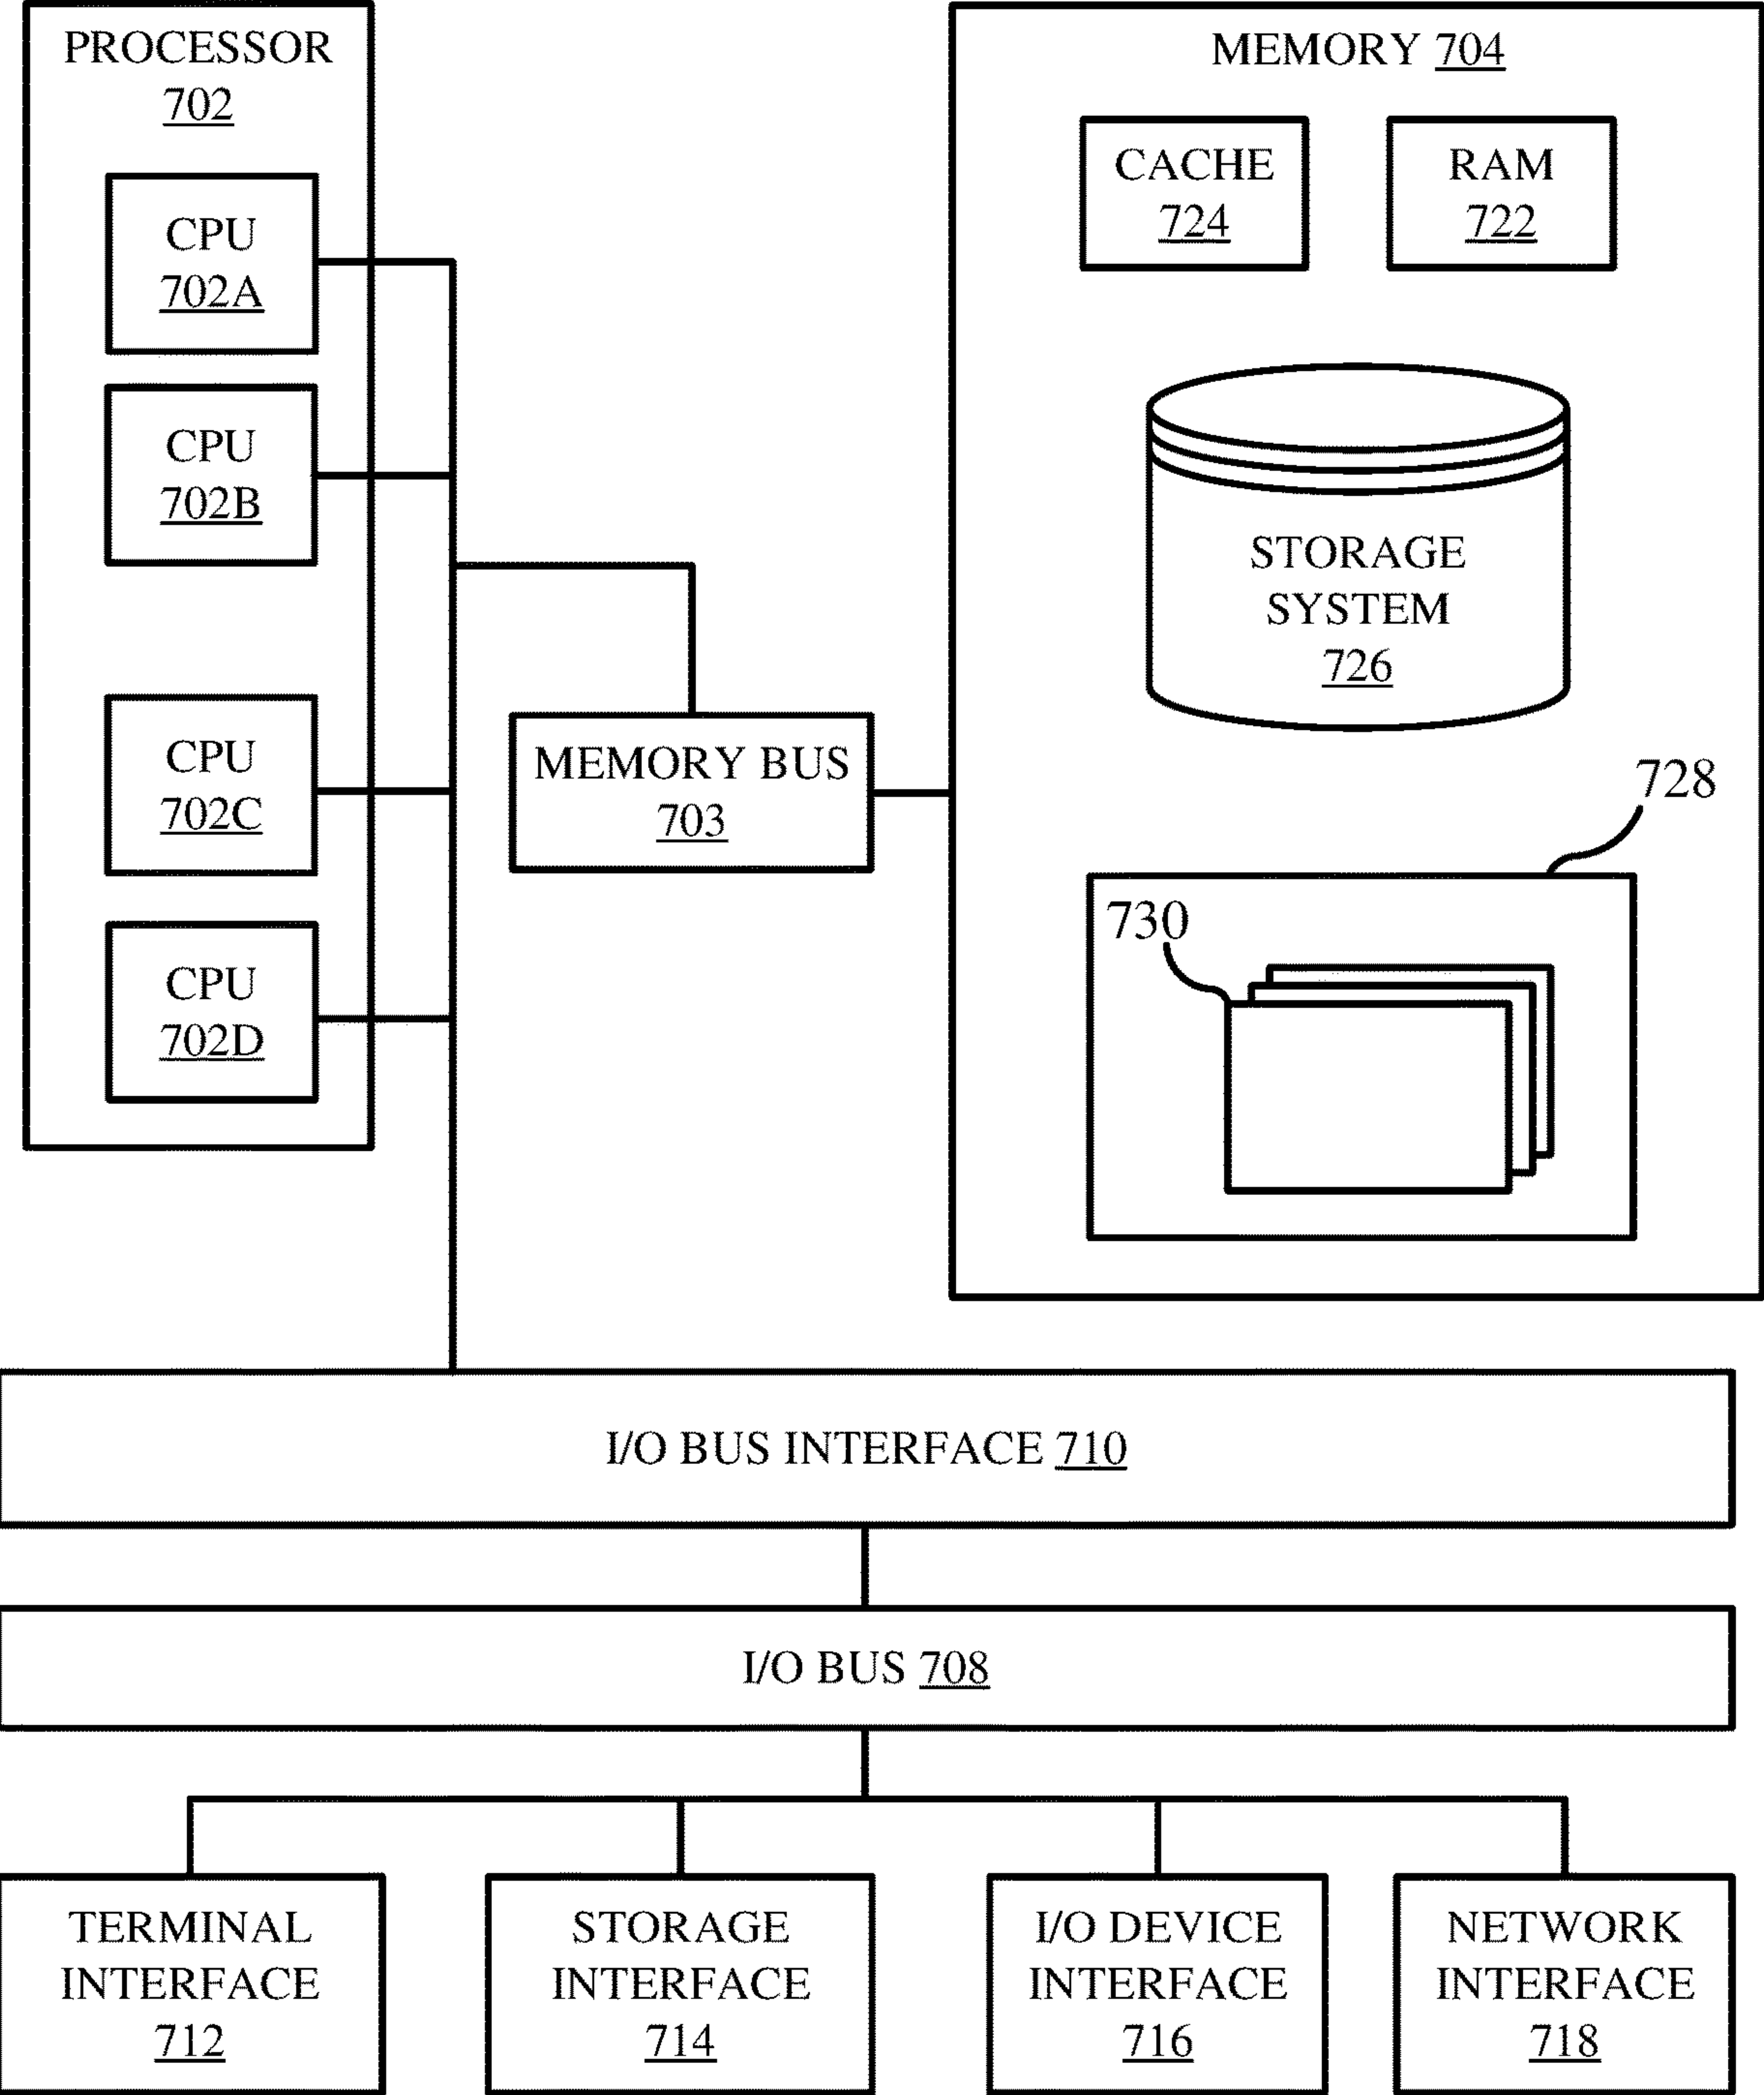 PROCESSOR
702
CPU
702A
CPU
702B
CPU
702C
CPU
702D
MEMORY BUS
703
MEMORY 704
CACHE
724
RAM
722
STORAGE
SYSTEM
726
728
730
I/O BUS INTERFACE 710
I/O BUS 708
TERMINAL
INTERFACE
712
STORAGE
INTERFACE
714
I/O DEVICE
INTERFACE
716
NETWORK
INTERFACE
718